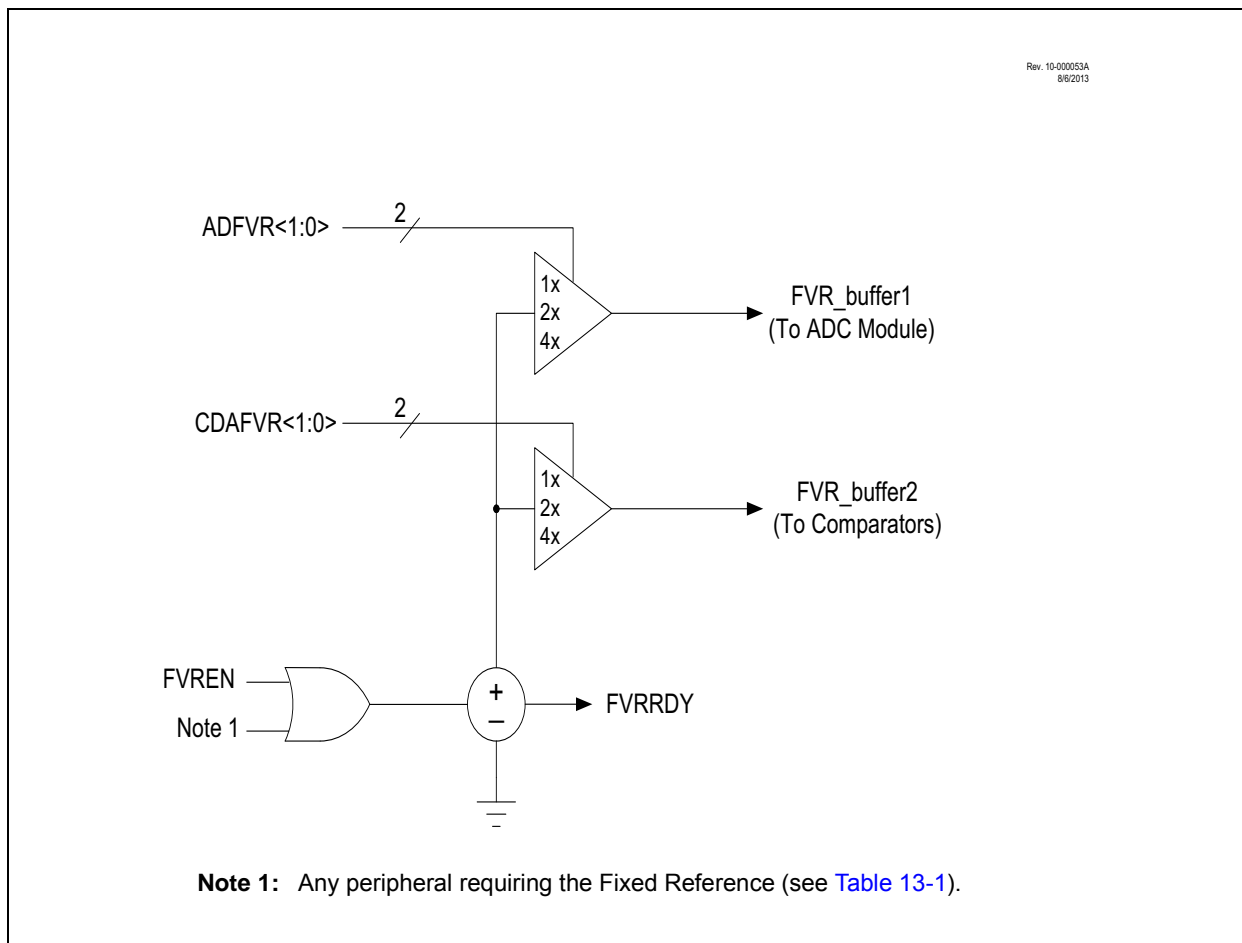 Rev. 10-000053A
8/6/2013
ADFVR<1:0>
2
1x
2x
4x
FVR_buffer1
(To ADC Module)
CDAFVR<1:0>
2
1x
2x
4x
FVR_buffer2
(To Comparators)
FVREN
Note 1
+
–
FVRRDY
Note 1: Any peripheral requiring the Fixed Reference (see Table 13-1).